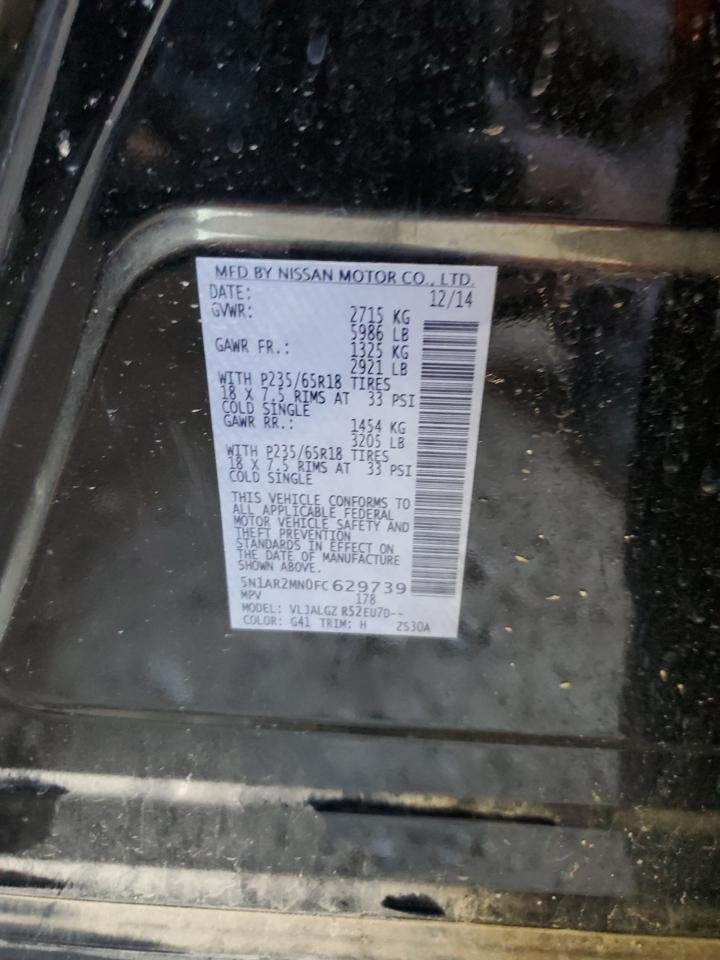 MFD BY NISSAN MOTOR CO., LTD.
DATE: 12/14
GVWR: 2715 KG
5986 LB
GAWR FR.: 1325 KG
2921 LB
WITH P235/65R18 TIRES
18 X 7.5 RIMS AT 33 PSI
COLD SINGLE
GAWR RR.: 1454 KG
3205 LB
WITH P235/65R18 TIRES
18 X 7.5 RIMS AT 33 PSI
COLD SINGLE
THIS VEHICLE CONFORMS TO
ALL APPLICABLE FEDERAL
MOTOR VEHICLE SAFETY AND
THEFT PREVENTION
STANDARDS IN EFFECT ON
THE DATE OF MANUFACTURE
SHOWN ABOVE.
5N1AR2MN0FC629739
MPV 178
MODEL: VLJALGZ R52EU7D--
COLOR: G41 TRIM: H 2S30A